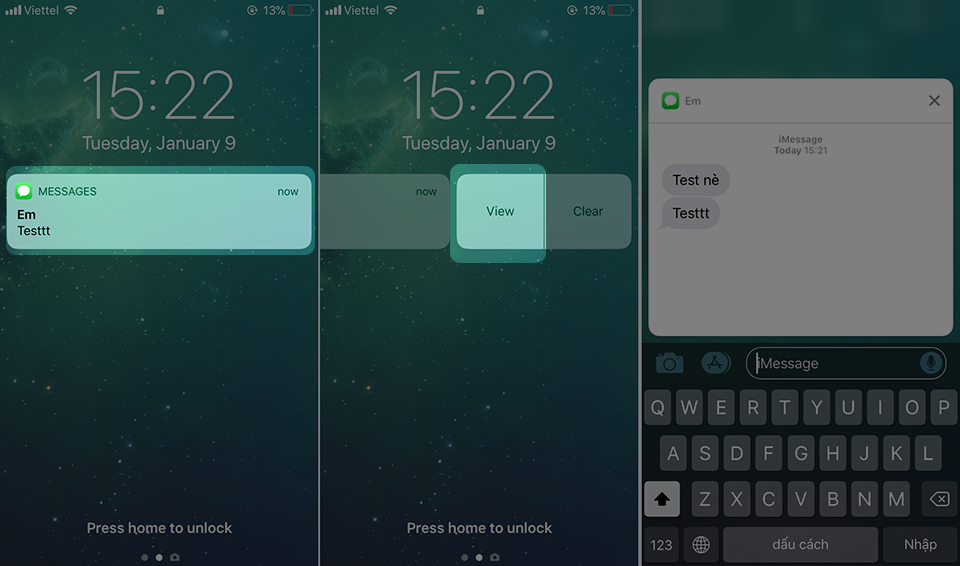 Viettel
13%
15:22
Tuesday, January 9
MESSAGES
now
Em
Testtt
Press home to unlock
Viettel
13%
15:22
Tuesday, January 9
now
View
Clear
Press home to unlock
Em
iMessage
Today 15:21
Test nè
Testtt
iMessage
Q W E R T Y U I O P
A S D F G H J K L
Z X C V B N M
123
dấu cách
Nhập